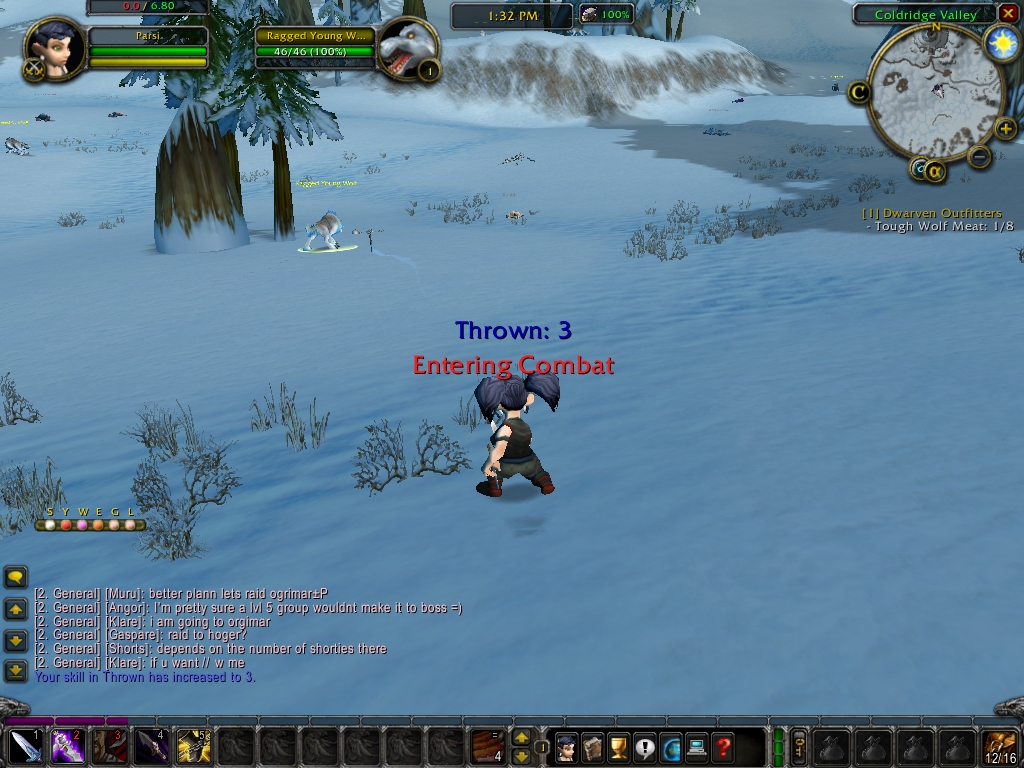 0.0 / 6.80
Parsi
Ragged Young W...
46/46 (100%)
1
1:32 PM
100%
Coldridge Valley
N
C
[1] Dwarven Outfitters
- Tough Wolf Meat: 1/8
Ragged Young Wolf
Thrown: 3
Entering Combat
S Y W E G L
[2. General] [Muru]: better plann lets raid ogrimar±P
[2. General] [Angor]: I'm pretty sure a lvl 5 group wouldnt make it to boss =)
[2. General] [Klare]: i am going to orgimar
[2. General] [Gaspare]: raid to hoger?
[2. General] [Shorts]: depends on the number of shorties there
[2. General] [Klare]: if u want // w me
Your skill in Thrown has increased to 3.
1 2 3 4 5 =
4 1 12/16